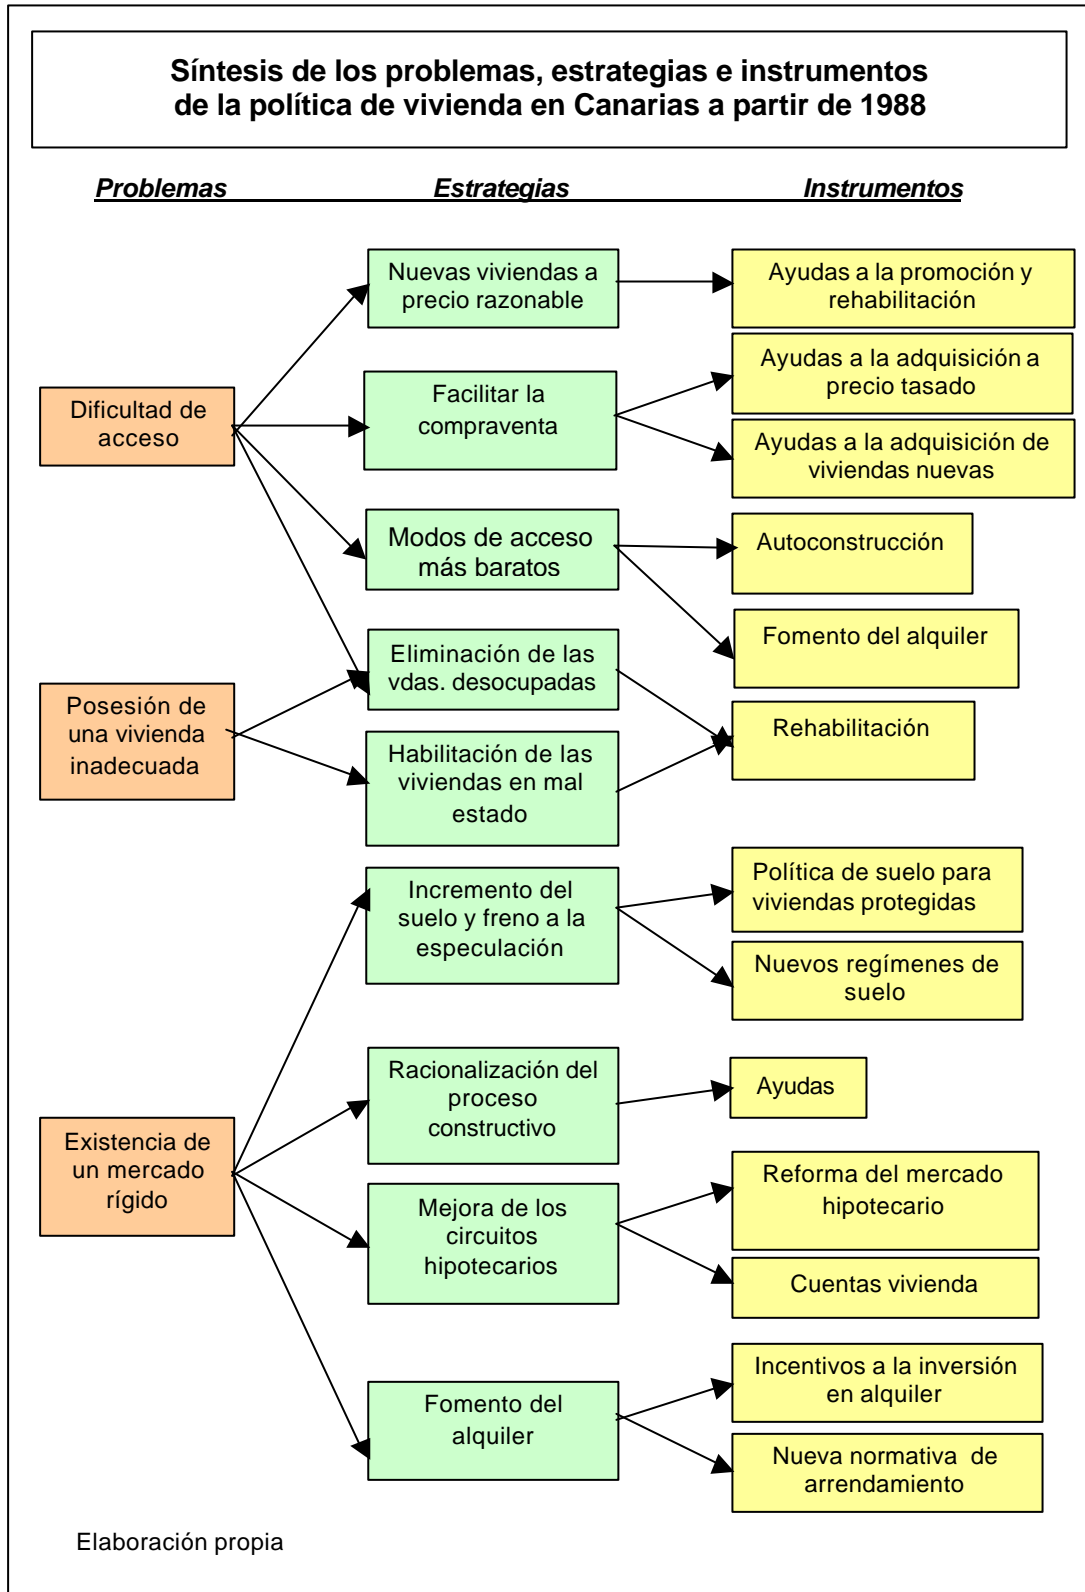 Síntesis de los problemas, estrategias e instrumentos
de la política de vivienda en Canarias a partir de 1988
Problemas Estrategias Instrumentos
Dificultad de
acceso
Posesión de
una vivienda
inadecuada
Existencia de
un mercado
rígido
Nuevas viviendas a
precio razonable
Facilitar la
compraventa
Modos de acceso
más baratos
Eliminación de las
vdas. desocupadas
Habilitación de las
viviendas en mal
estado
Incremento del
suelo y freno a la
especulación
Racionalización del
proceso
constructivo
Mejora de los
circuitos
hipotecarios
Fomento del
alquiler
Ayudas a la promoción y
rehabilitación
Ayudas a la adquisición a
precio tasado
Ayudas a la adquisición de
viviendas nuevas
Autoconstrucción
Fomento del alquiler
Rehabilitación
Política de suelo para
viviendas protegidas
Nuevos regímenes de
suelo
Ayudas
Reforma del mercado
hipotecario
Cuentas vivienda
Incentivos a la inversión
en alquiler
Nueva normativa de
arrendamiento
Elaboración propia